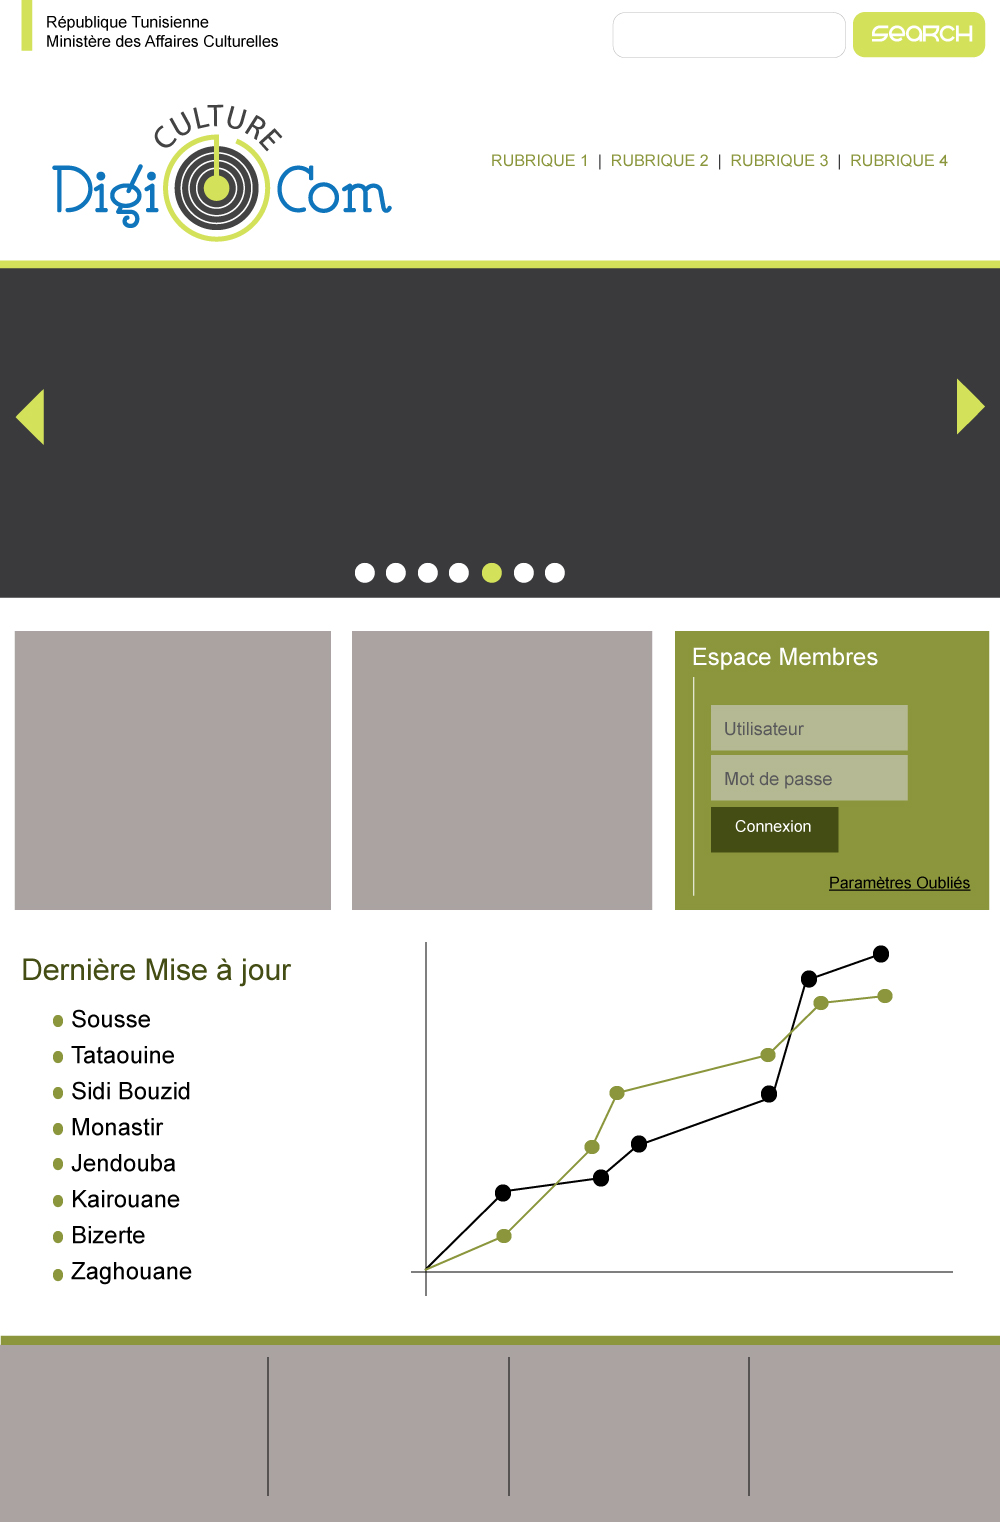 République Tunisienne
Ministère des Affaires Culturelles
SEARCH
CULTURE
Digi Com
RUBRIQUE 1 | RUBRIQUE 2 | RUBRIQUE 3 | RUBRIQUE 4
Espace Membres
Utilisateur
Mot de passe
Connexion
Paramètres Oubliés
Dernière Mise à jour
Sousse
Tataouine
Sidi Bouzid
Monastir
Jendouba
Kairouane
Bizerte
Zaghouane